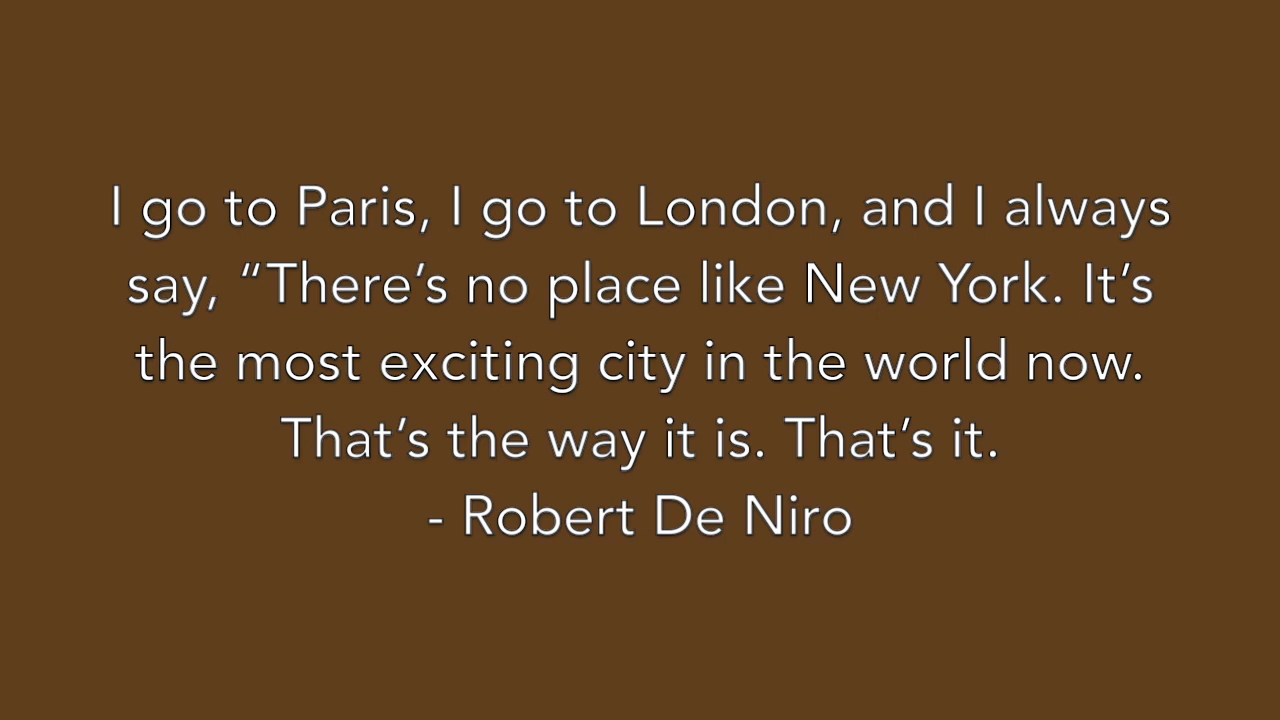 I go to Paris, I go to London, and I always
say, “There’s no place like New York. It’s
the most exciting city in the world now.
That’s the way it is. That’s it.
- Robert De Niro